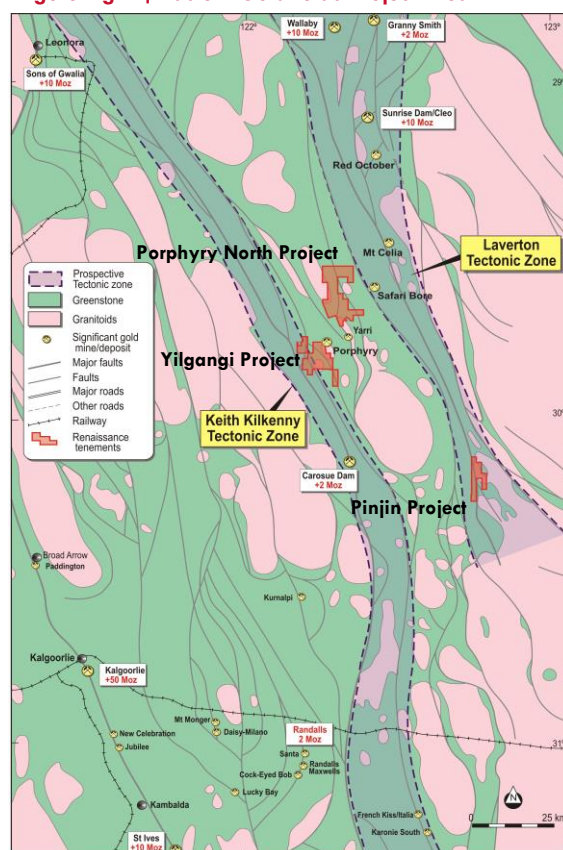 122°
123°
Wallaby
+10 Moz
Granny Smith
+2 Moz
Leonora
Sons of Gwalia
+10 Moz
29°
Sunrise Dam/Cleo
+10 Moz
Red October
Porphyry North Project
Mt Celia
Laverton
Tectonic Zone
Safari Bore
Prospective
Tectonic zone
Greenstone
Granitoids
Significant gold
mine/deposit
Major faults
Faults
Major roads
Other roads
Railway
Renaissance
tenements
Yarri
Porphyry
Yilgangi Project
Keith Kilkenny
Tectonic Zone
30°
Carosue Dam
+2 Moz
Pinjin Project
Broad Arrow
Paddington
Kurnalpi
Kalgoorlie
Kalgoorlie
+50 Moz
Mt Monger
Daisy-Milano
Randalls
2 Moz
New Celebration
Jubilee
31°
Santa
Randalls
Maxwells
Cock-Eyed Bob
Lucky Bay
Kambalda
French Kiss/Italia
Karonie South
St Ives
+10 Moz
N
0
25 km